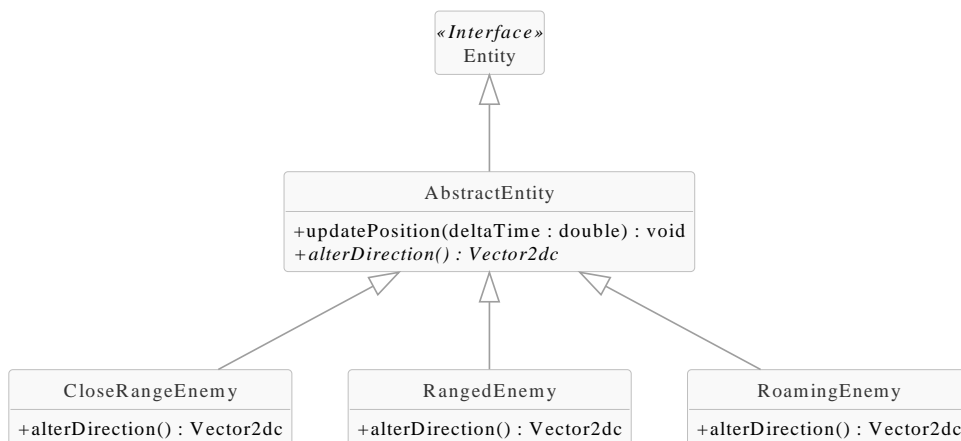 «Interface»
Entity
AbstractEntity
+updatePosition(deltaTime : double) : void
+alterDirection() : Vector2dc
CloseRangeEnemy
+alterDirection() : Vector2dc
RangedEnemy
+alterDirection() : Vector2dc
RoamingEnemy
+alterDirection() : Vector2dc